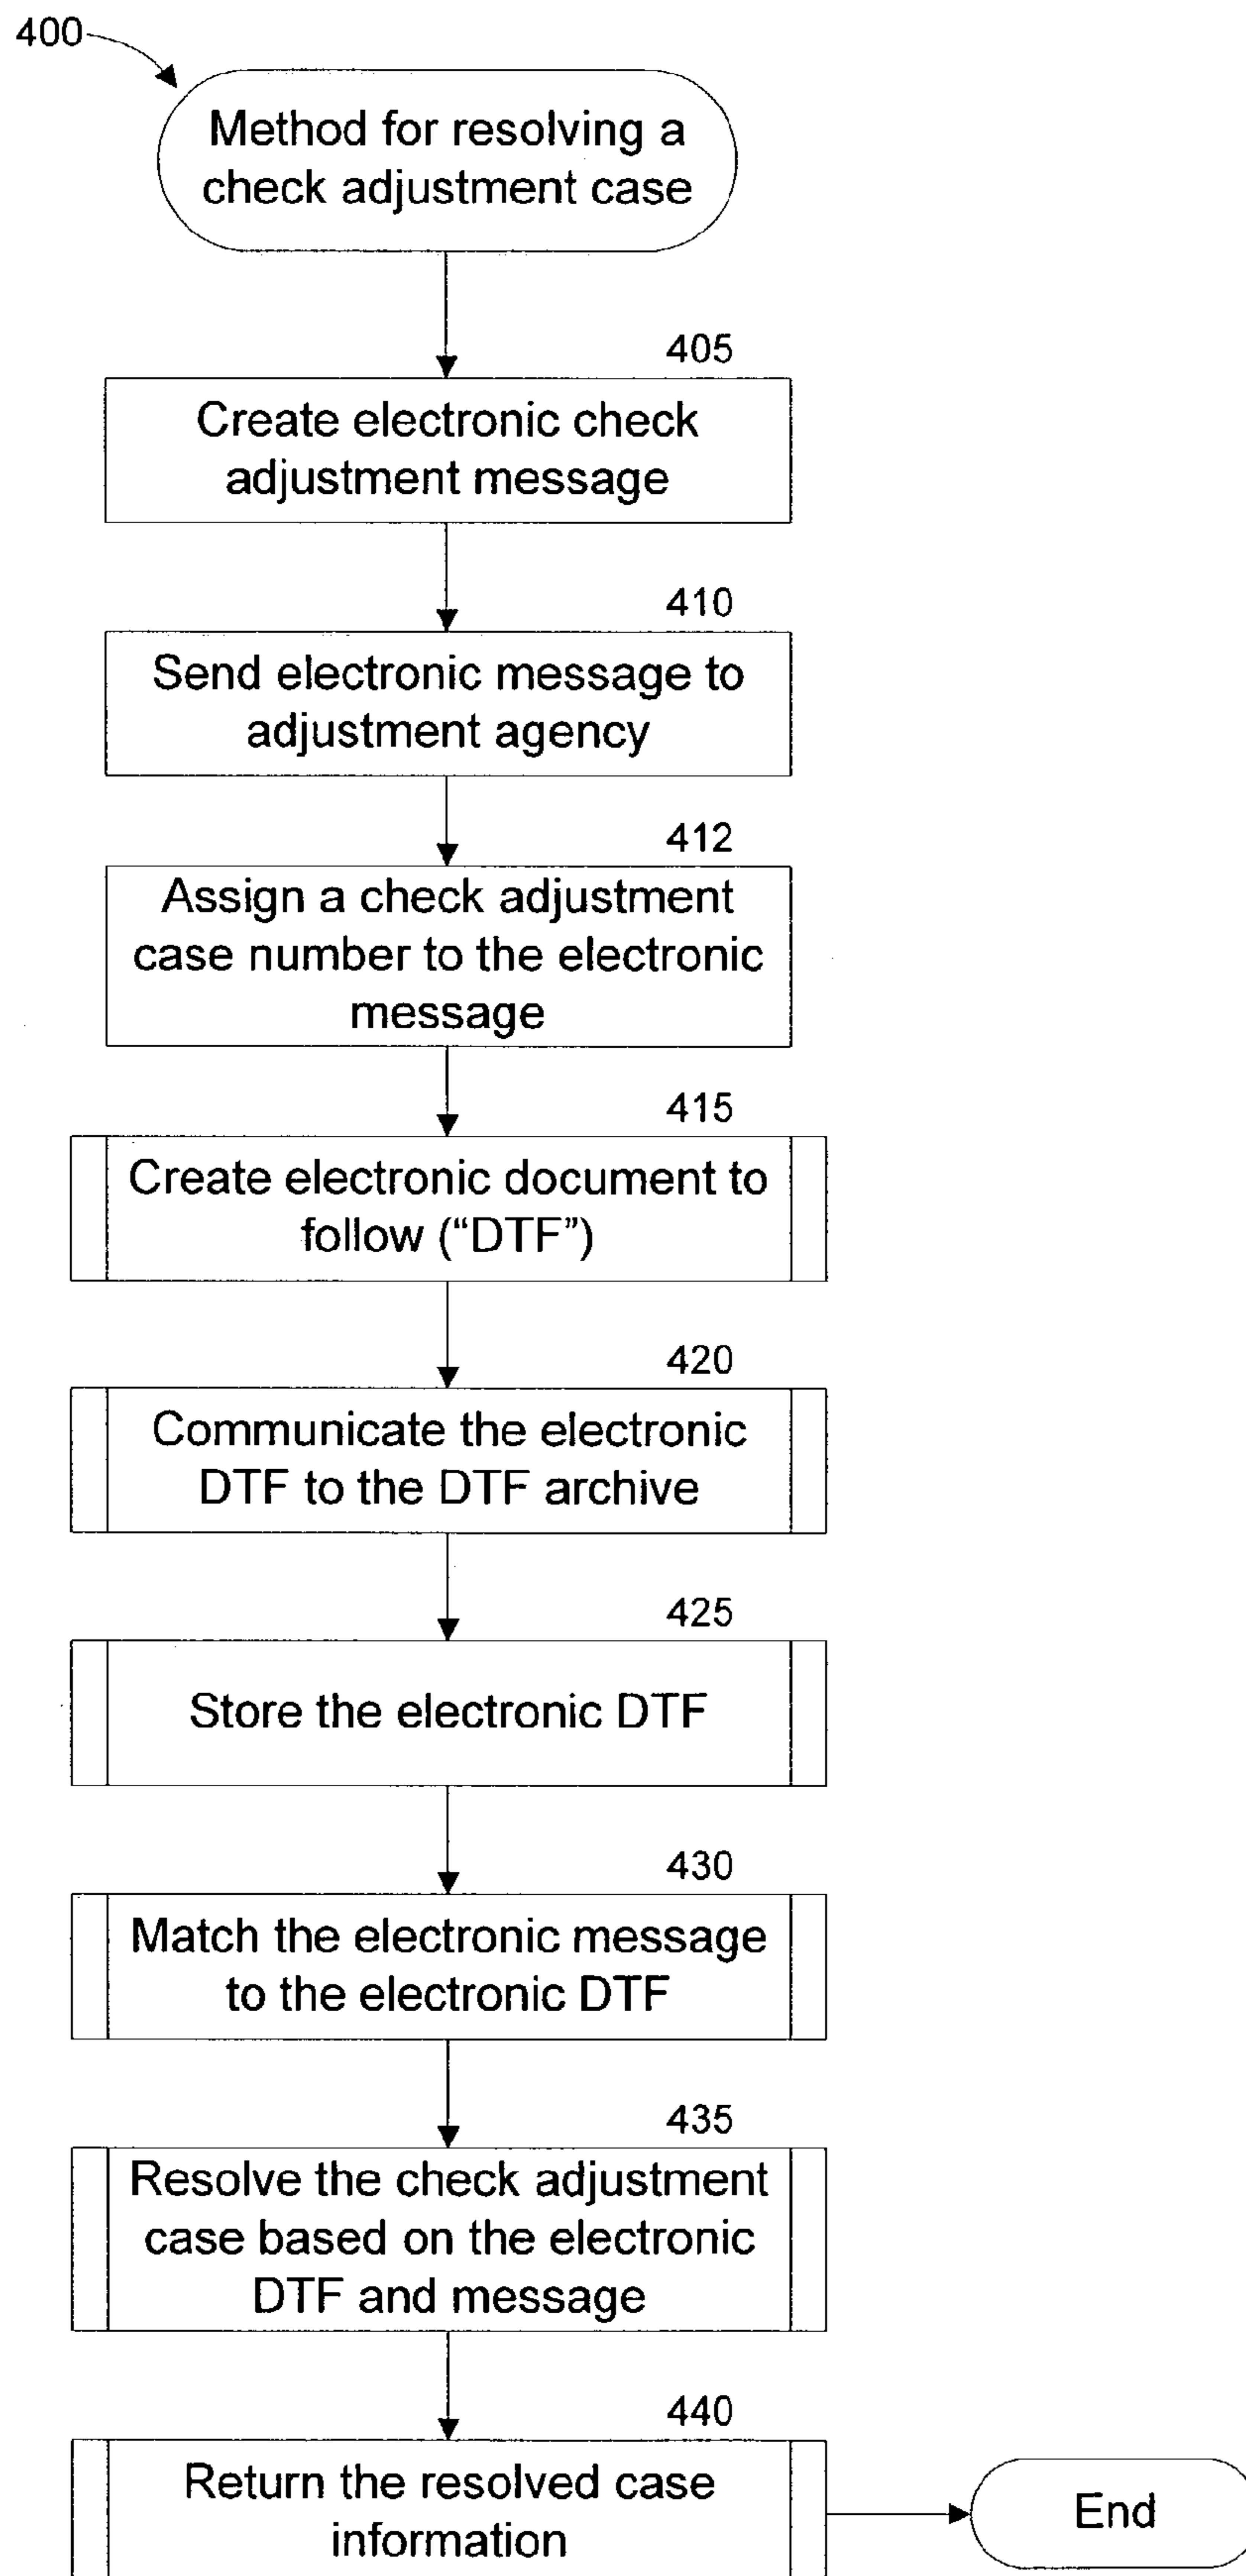 400
Method for resolving a
check adjustment case
405
Create electronic check
adjustment message
410
Send electronic message to
adjustment agency
412
Assign a check adjustment
case number to the electronic
message
415
Create electronic document to
follow (“DTF”)
420
Communicate the electronic
DTF to the DTF archive
425
Store the electronic DTF
430
Match the electronic message
to the electronic DTF
435
Resolve the check adjustment
case based on the electronic
DTF and message
440
Return the resolved case
information
End